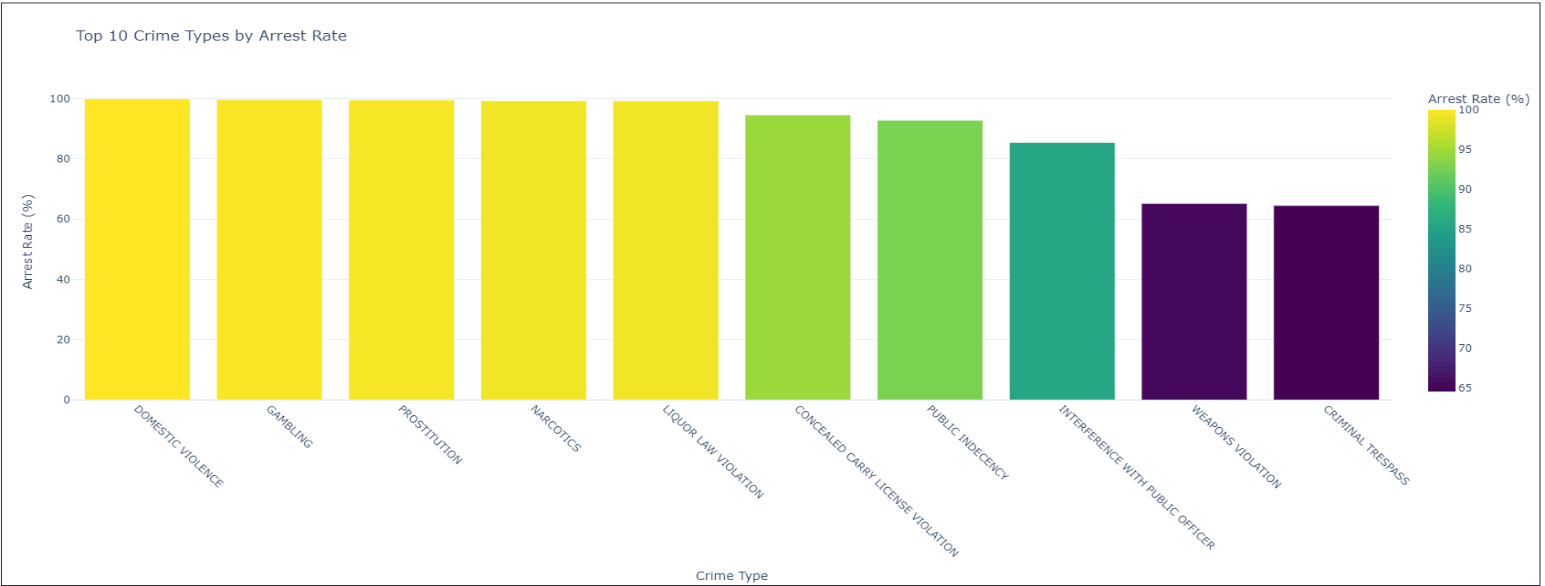 Top 10 Crime Types by Arrest Rate
Arrest Rate (%)
100
80
60
40
20
0
DOMESTIC VIOLENCE
GAMBLING
PROSTITUTION
NARCOTICS
LIQUOR LAW VIOLATION
CONCEALED CARRY LICENSE VIOLATION
PUBLIC INDECENCY
INTERFERENCE WITH PUBLIC OFFICER
WEAPONS VIOLATION
CRIMINAL TRESPASS
Crime Type
Arrest Rate (%)
100
95
90
85
80
75
70
65